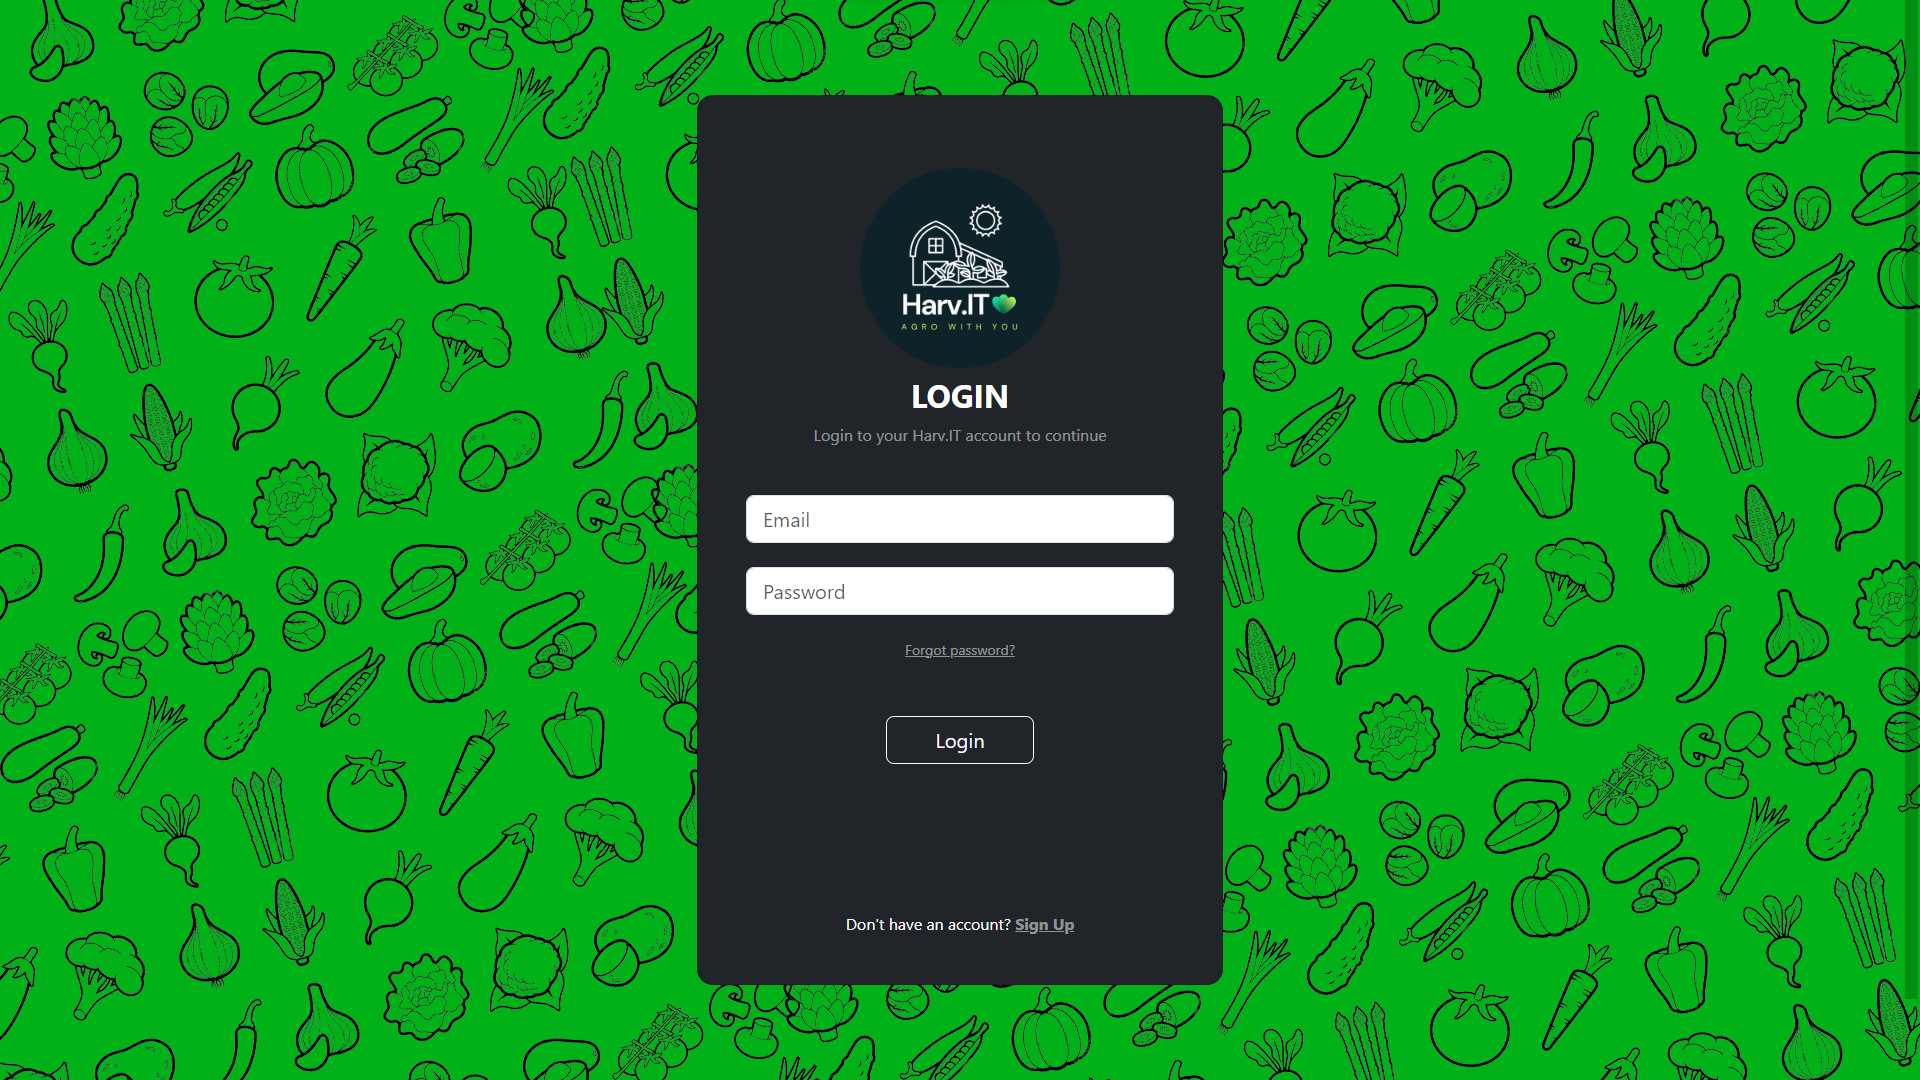 Harv.IT
AGRO WITH YOU
LOGIN
Login to your Harv.IT account to continue
Email
Password
Forgot password?
Login
Don't have an account? Sign Up